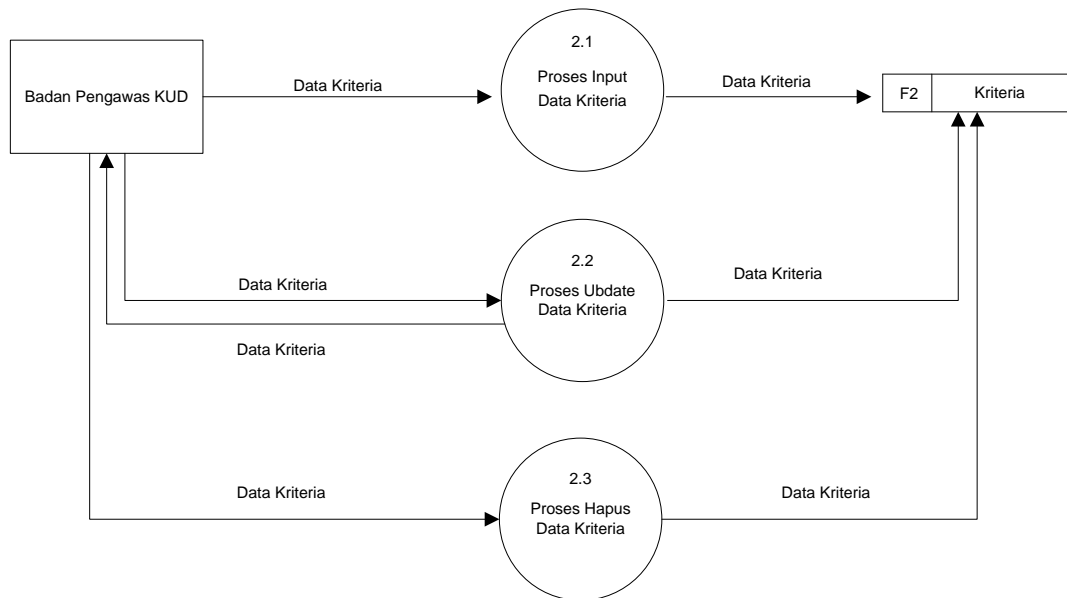 2.1
Proses Input
Data Kriteria
Badan Pengawas KUD
Data Kriteria
Data Kriteria
F2
Kriteria
2.2
Proses Ubdate
Data Kriteria
Data Kriteria
Data Kriteria
Data Kriteria
2.3
Proses Hapus
Data Kriteria
Data Kriteria
Data Kriteria